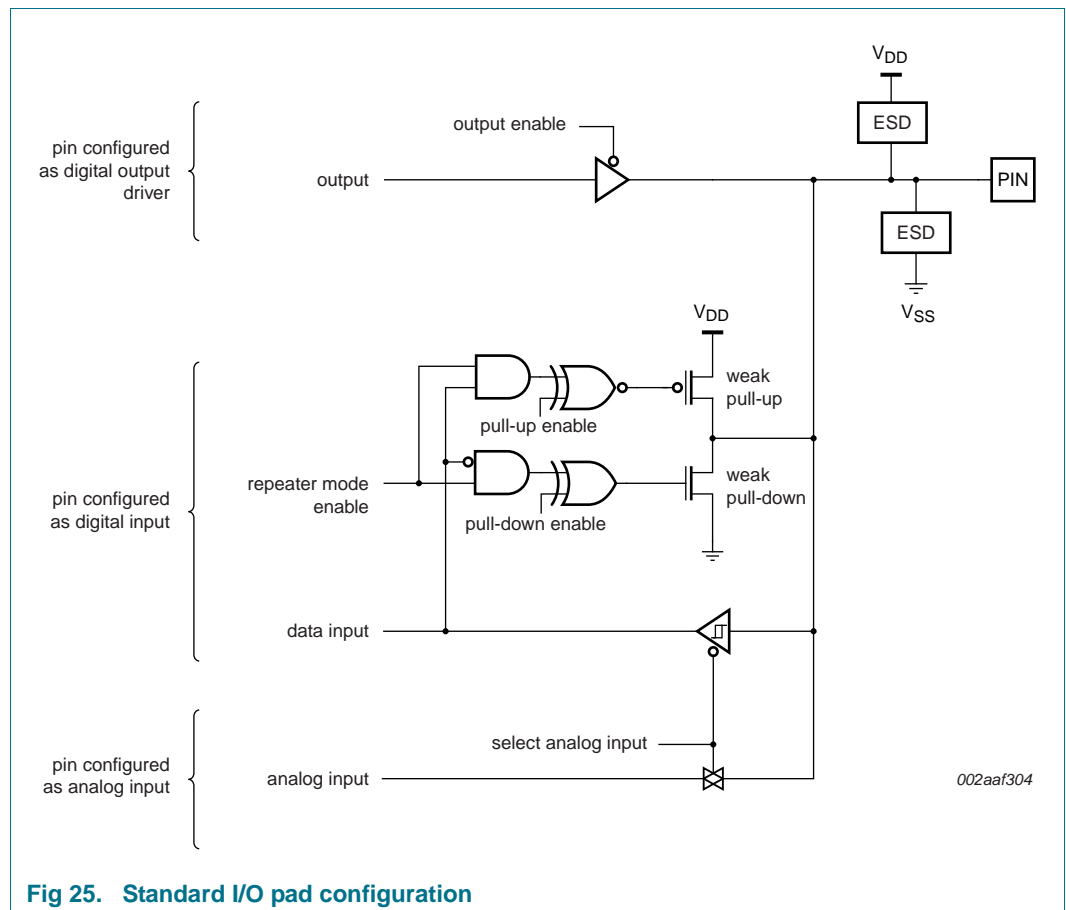 VDD
ESD
output enable
pin configured
as digital output
driver
output
PIN
ESD
VSS
VDD
weak
pull-up
pull-up enable
pin configured
as digital input
repeater mode
enable
weak
pull-down
pull-down enable
data input
select analog input
pin configured
as analog input
analog input
002aaf304
Fig 25. Standard I/O pad configuration